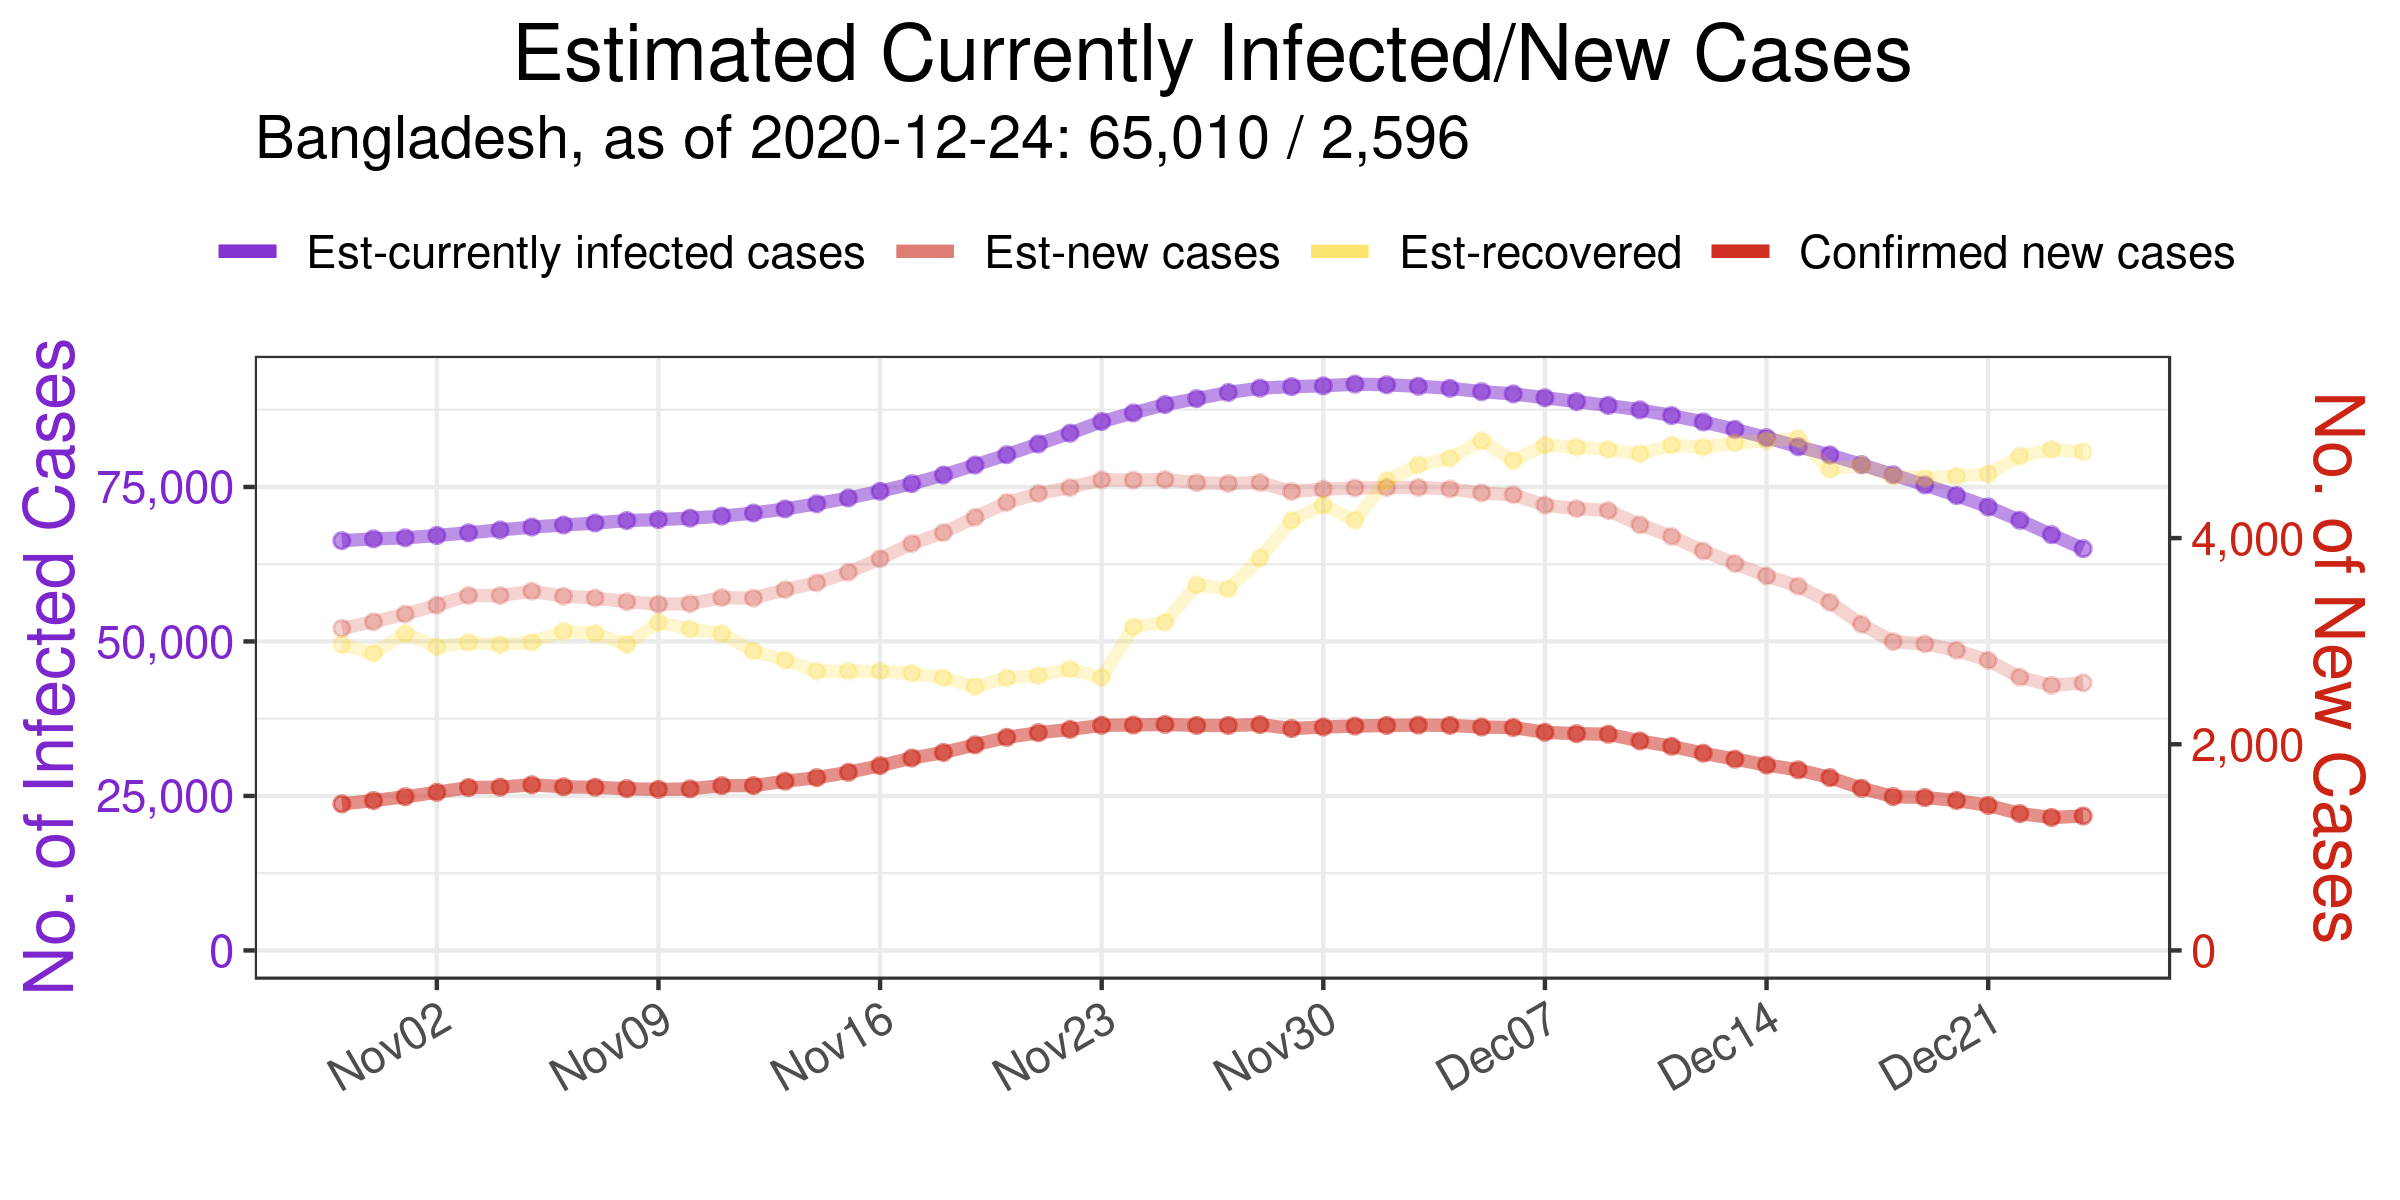 Estimated Currently Infected/New Cases
Bangladesh, as of 2020-12-24: 65,010 / 2,596
Est-currently infected cases Est-new cases Est-recovered Confirmed new cases
No. of Infected Cases
75,000
50,000
25,000
0
4,000
2,000
0
No. of New Cases
Nov02 Nov09 Nov16 Nov23 Nov30 Dec07 Dec14 Dec21